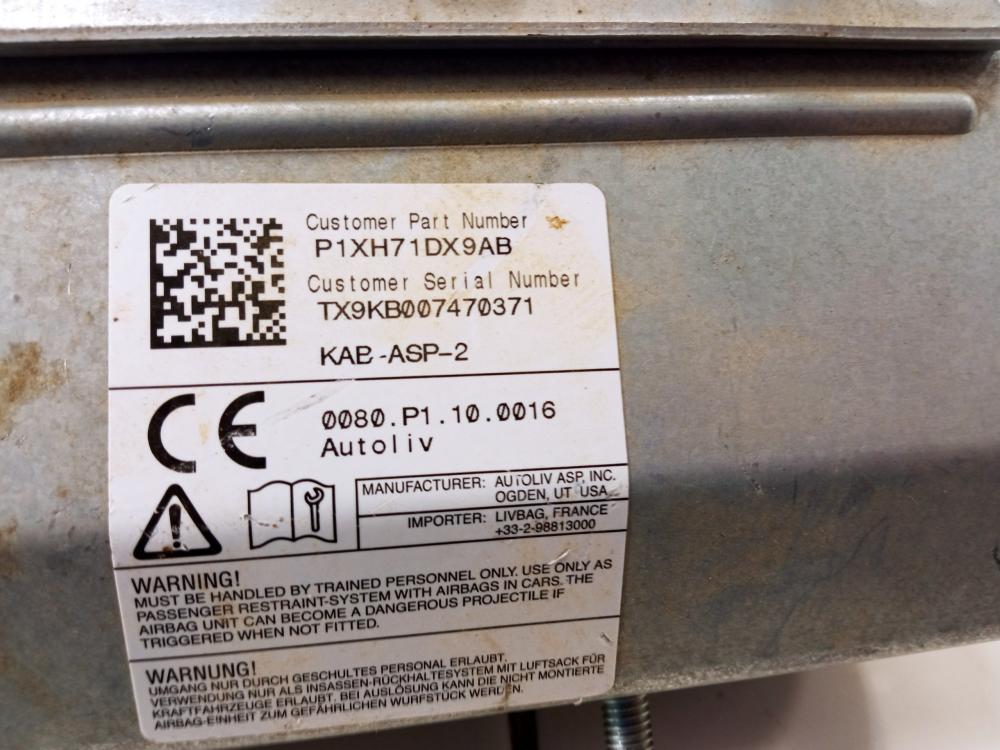 Customer Part Number
P1XH71DX9AB
Customer Serial Number
TX9KB007470371
KAB-ASP-2
CE
0080.P1.10.0016
Autoliv
MANUFACTURER: AUTOLIV ASP, INC.
OGDEN, UT USA
IMPORTER: LIVBAG, FRANCE
+33-2-98813000
WARNING!
MUST BE HANDLED BY TRAINED PERSONNEL ONLY. USE ONLY AS
PASSENGER RESTRAINT-SYSTEM WITH AIRBAGS IN CARS. THE
AIRBAG UNIT CAN BECOME A DANGEROUS PROJECTILE IF
TRIGGERED WHEN NOT FITTED.
WARNUNG!
UMGANG NUR DURCH GESCHULTES PERSONAL ERLAUBT.
VERWENDUNG NUR ALS INSASSEN-RÜCKHALTESYSTEM MIT LUFTSACK FÜR
KRAFTFAHRZEUGE ERLAUBT. BEI AUSLÖSUNG KANN DIE NICHT MONTIERTE
AIRBAG-EINHEIT ZUM GEFÄHRLICHEN WURFSTÜCK WERDEN.